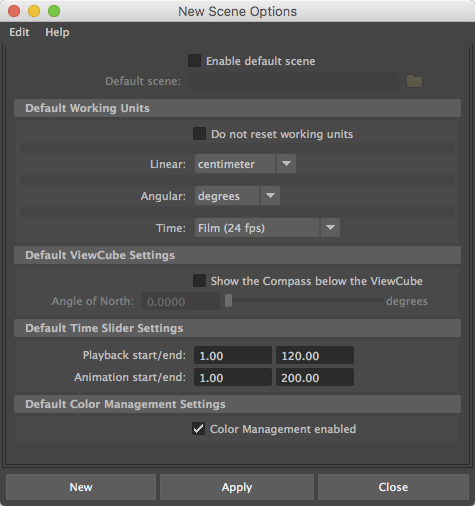 New Scene Options
Edit Help
Enable default scene
Default scene:
Default Working Units
Do not reset working units
Linear: centimeter
Angular: degrees
Time: Film (24 fps)
Default ViewCube Settings
Show the Compass below the ViewCube
Angle of North: 0.0000 degrees
Default Time Slider Settings
Playback start/end: 1.00 120.00
Animation start/end: 1.00 200.00
Default Color Management Settings
Color Management enabled
New Apply Close